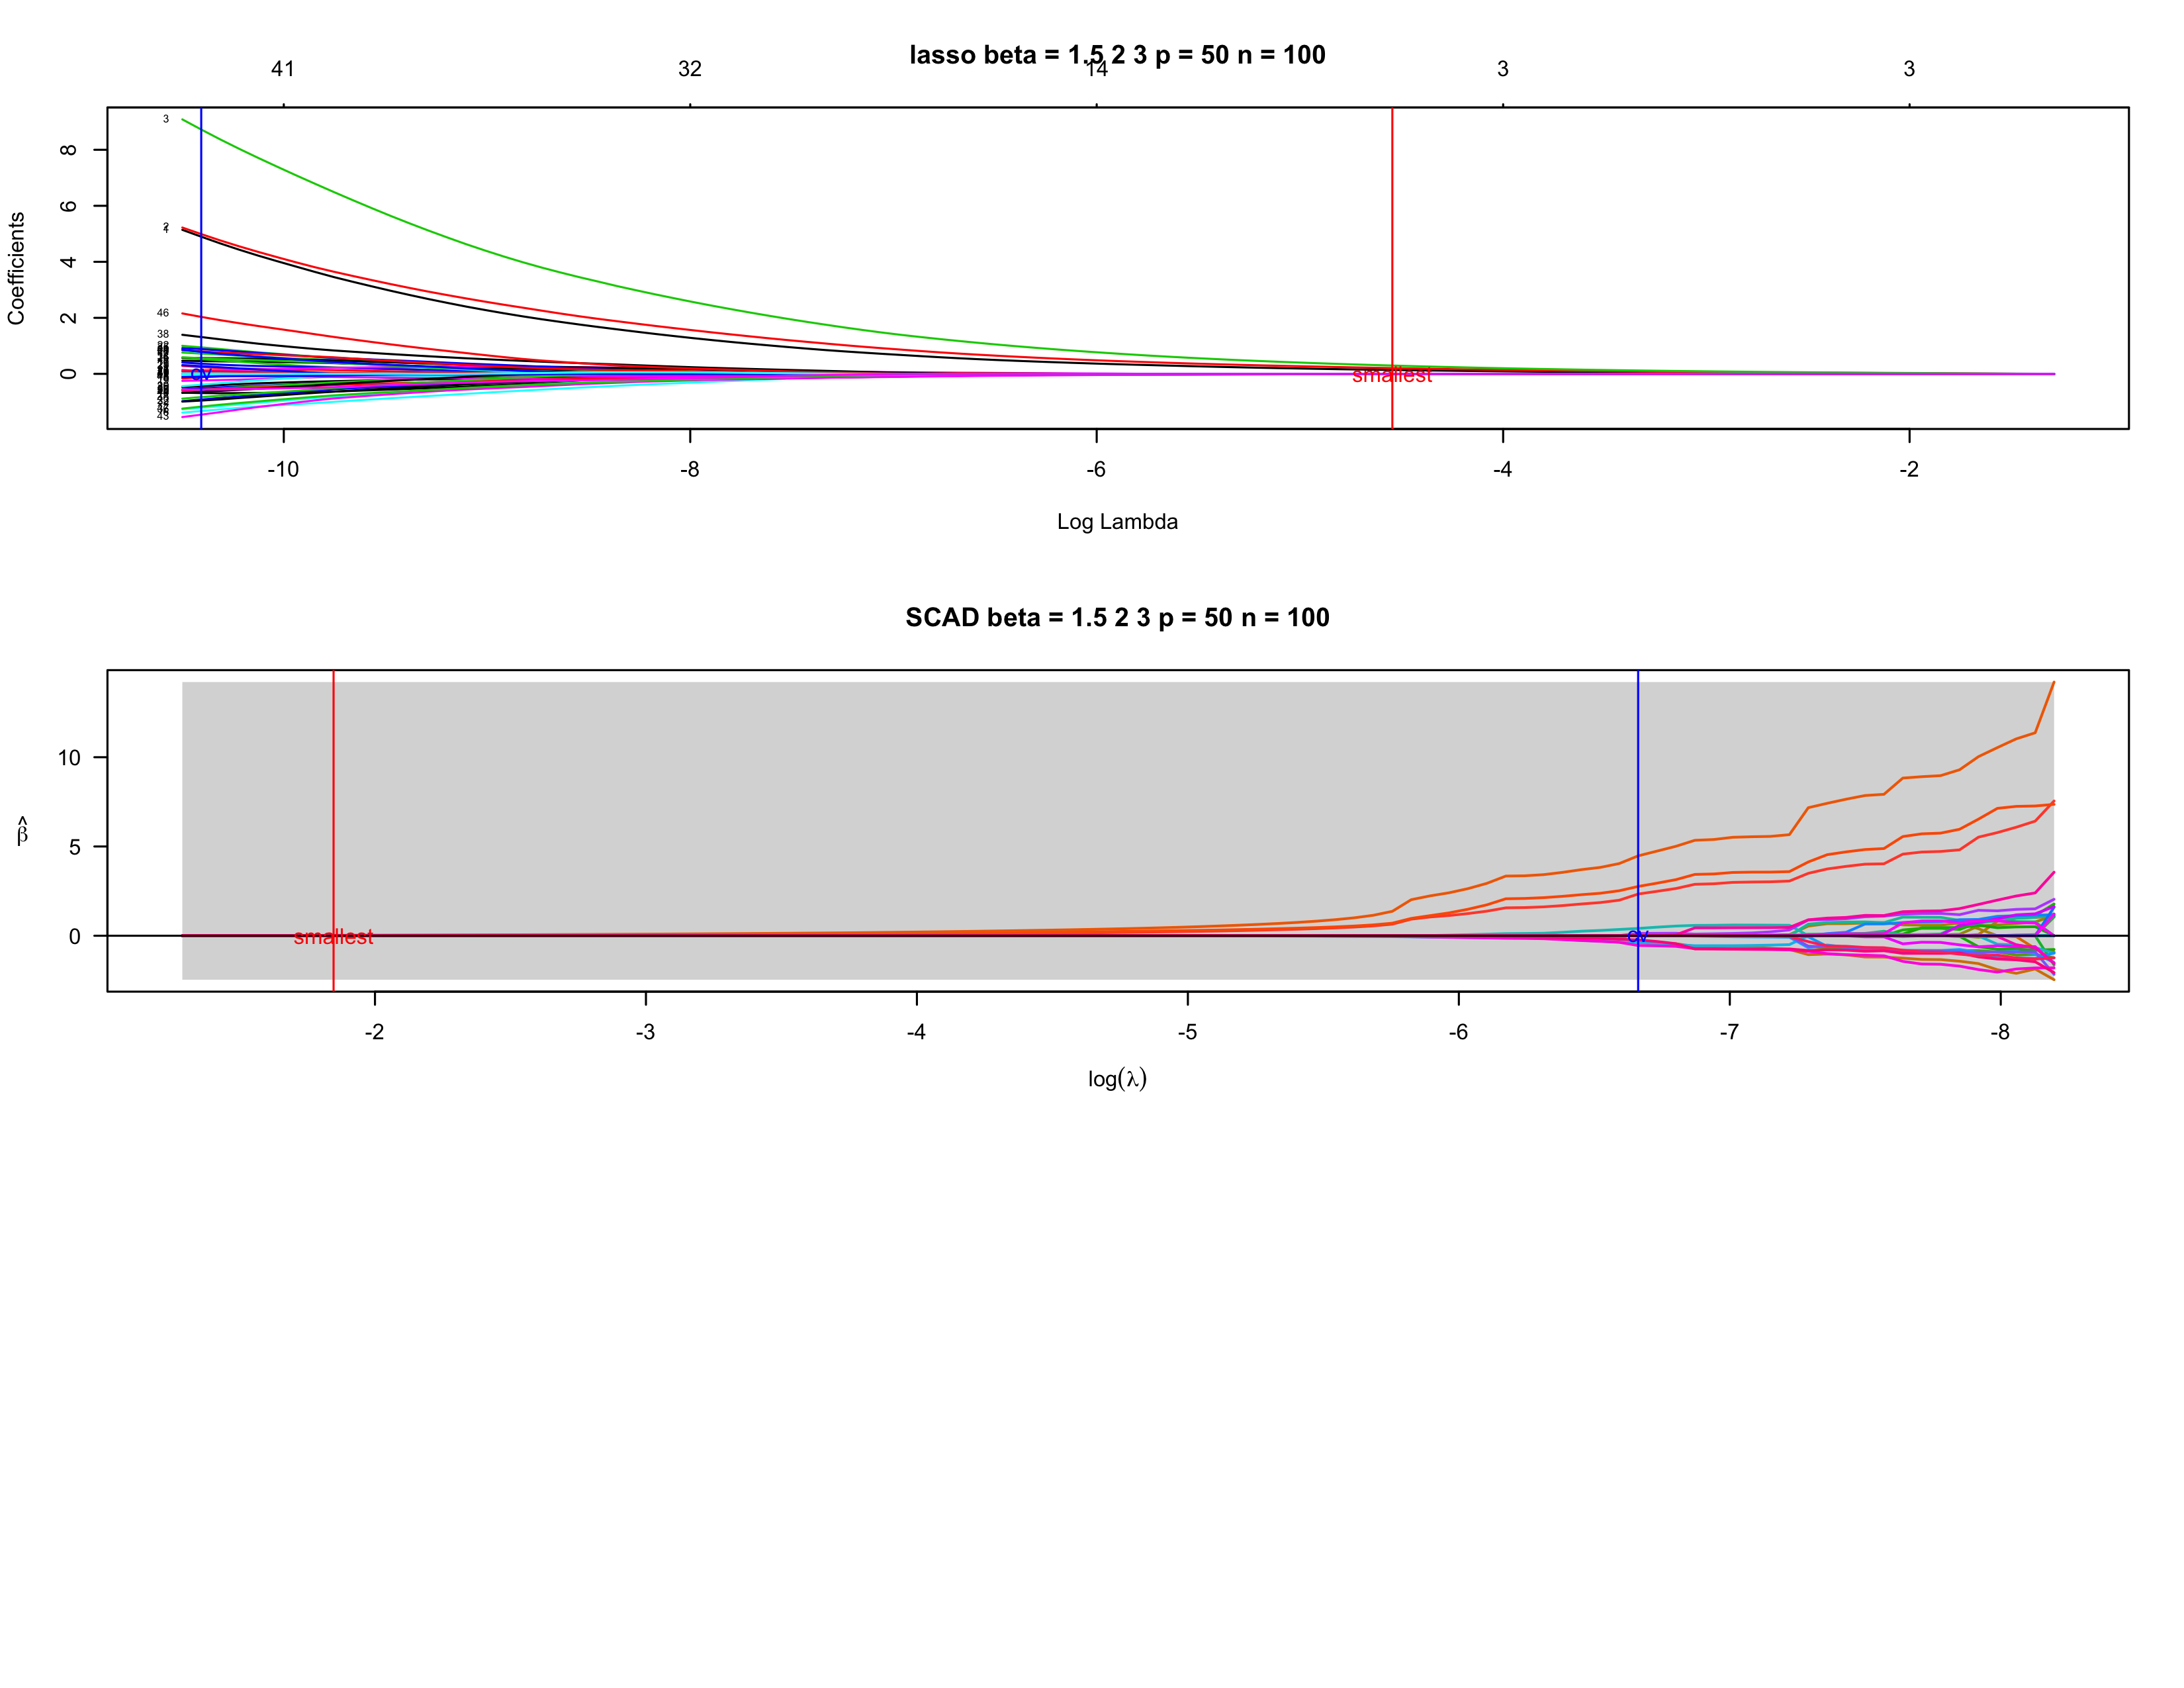 lasso beta = 1.5 2 3 p = 50 n = 100
41 32 14 3 3
Coefficients
8
6
4
2
0
3
2
1
46
38
43
cv
smallest
-10 -8 -6 -4 -2
Log Lambda
SCAD beta = 1.5 2 3 p = 50 n = 100
β̂
10
5
0
smallest
cv
-2 -3 -4 -5 -6 -7 -8
log(λ)